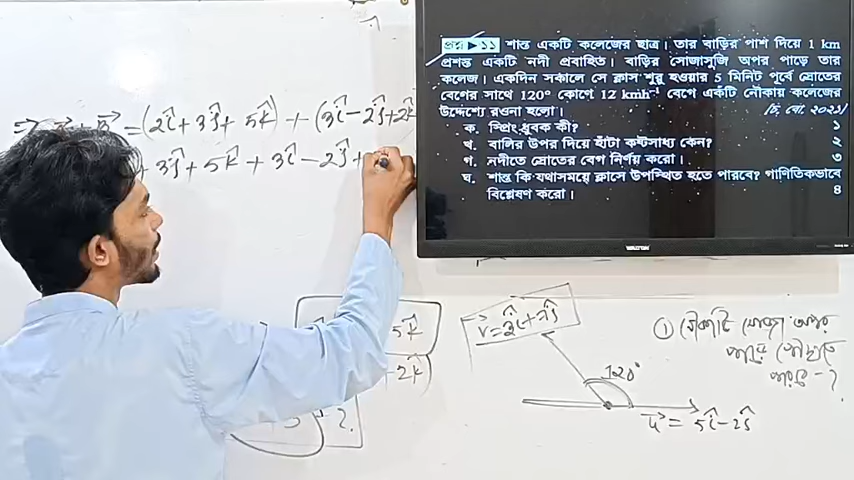 প্রশ্ন ▶ ১১ শান্ত একটি কলেজের ছাত্র। তার বাড়ির পাশ দিয়ে 1 km
প্রশস্ত একটি নদী প্রবাহিত। বাড়ির সোজাসুজি অপর পাড়ে তার
কলেজ। একদিন সকালে সে ক্লাস শুরু হওয়ার 5 মিনিট পূর্বে স্রোতের
বেগের সাথে 120° কোণে 12 kmh⁻¹ বেগে একটি নৌকায় কলেজের
উদ্দেশ্যে রওনা হলো। [চ. বো. ২০২১]
ক. স্প্রিং ধ্রুবক কী? ১
খ. বালির উপর দিয়ে হাঁটা কষ্টসাধ্য কেন? ২
গ. নদীতে স্রোতের বেগ নির্ণয় করো। ৩
ঘ. শান্ত কি যথাসময়ে ক্লাসে উপস্থিত হতে পারবে? গাণিতিকভাবে
বিশ্লেষণ করো। ৪
WALTON
= (2î + 3ĵ + 5k̂) + (3î − 2ĵ + 2k̂
+ 3ĵ + 5k̂ + 3î − 2ĵ +
5k̂
+2k̂)
2.
120°
u⃗ = 5î − 2ĵ
① নৌকাটি সোজা অপর
পারে পৌছাতে
পারবে - ?